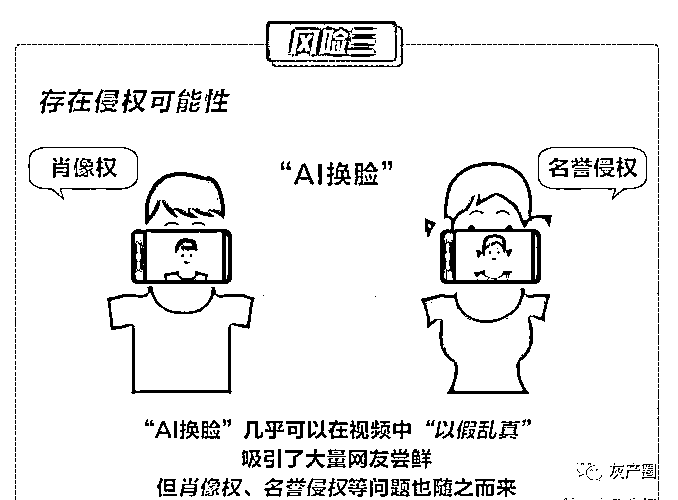 风险三
存在侵权可能性
肖像权
“AI换脸”
名誉侵权
“AI换脸”几乎可以在视频中“以假乱真”
吸引了大量网友尝鲜
但肖像权、名誉侵权等问题也随之而来
灰产圈